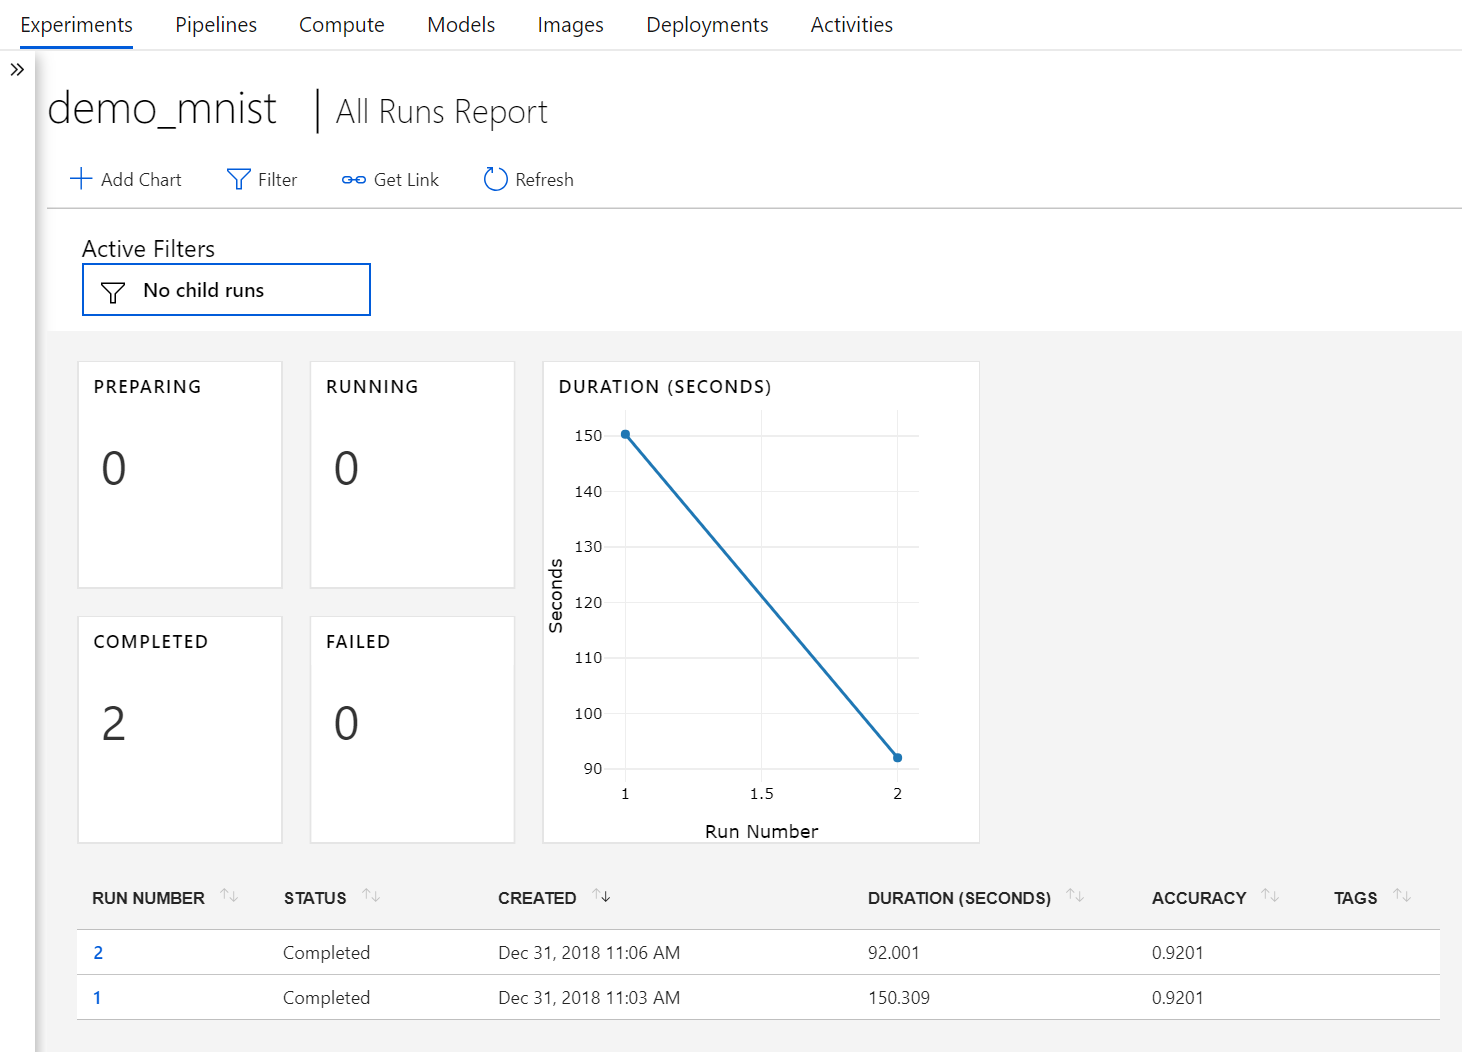 Experiments Pipelines Compute Models Images Deployments Activities
demo_mnist | All Runs Report
Add Chart Filter Get Link Refresh
Active Filters
No child runs
PREPARING
0
RUNNING
0
COMPLETED
2
FAILED
0
DURATION (SECONDS)
150
140
130
120
110
100
90
Seconds
1 1.5 2
Run Number
RUN NUMBER STATUS CREATED DURATION (SECONDS) ACCURACY TAGS
2 Completed Dec 31, 2018 11:06 AM 92.001 0.9201
1 Completed Dec 31, 2018 11:03 AM 150.309 0.9201